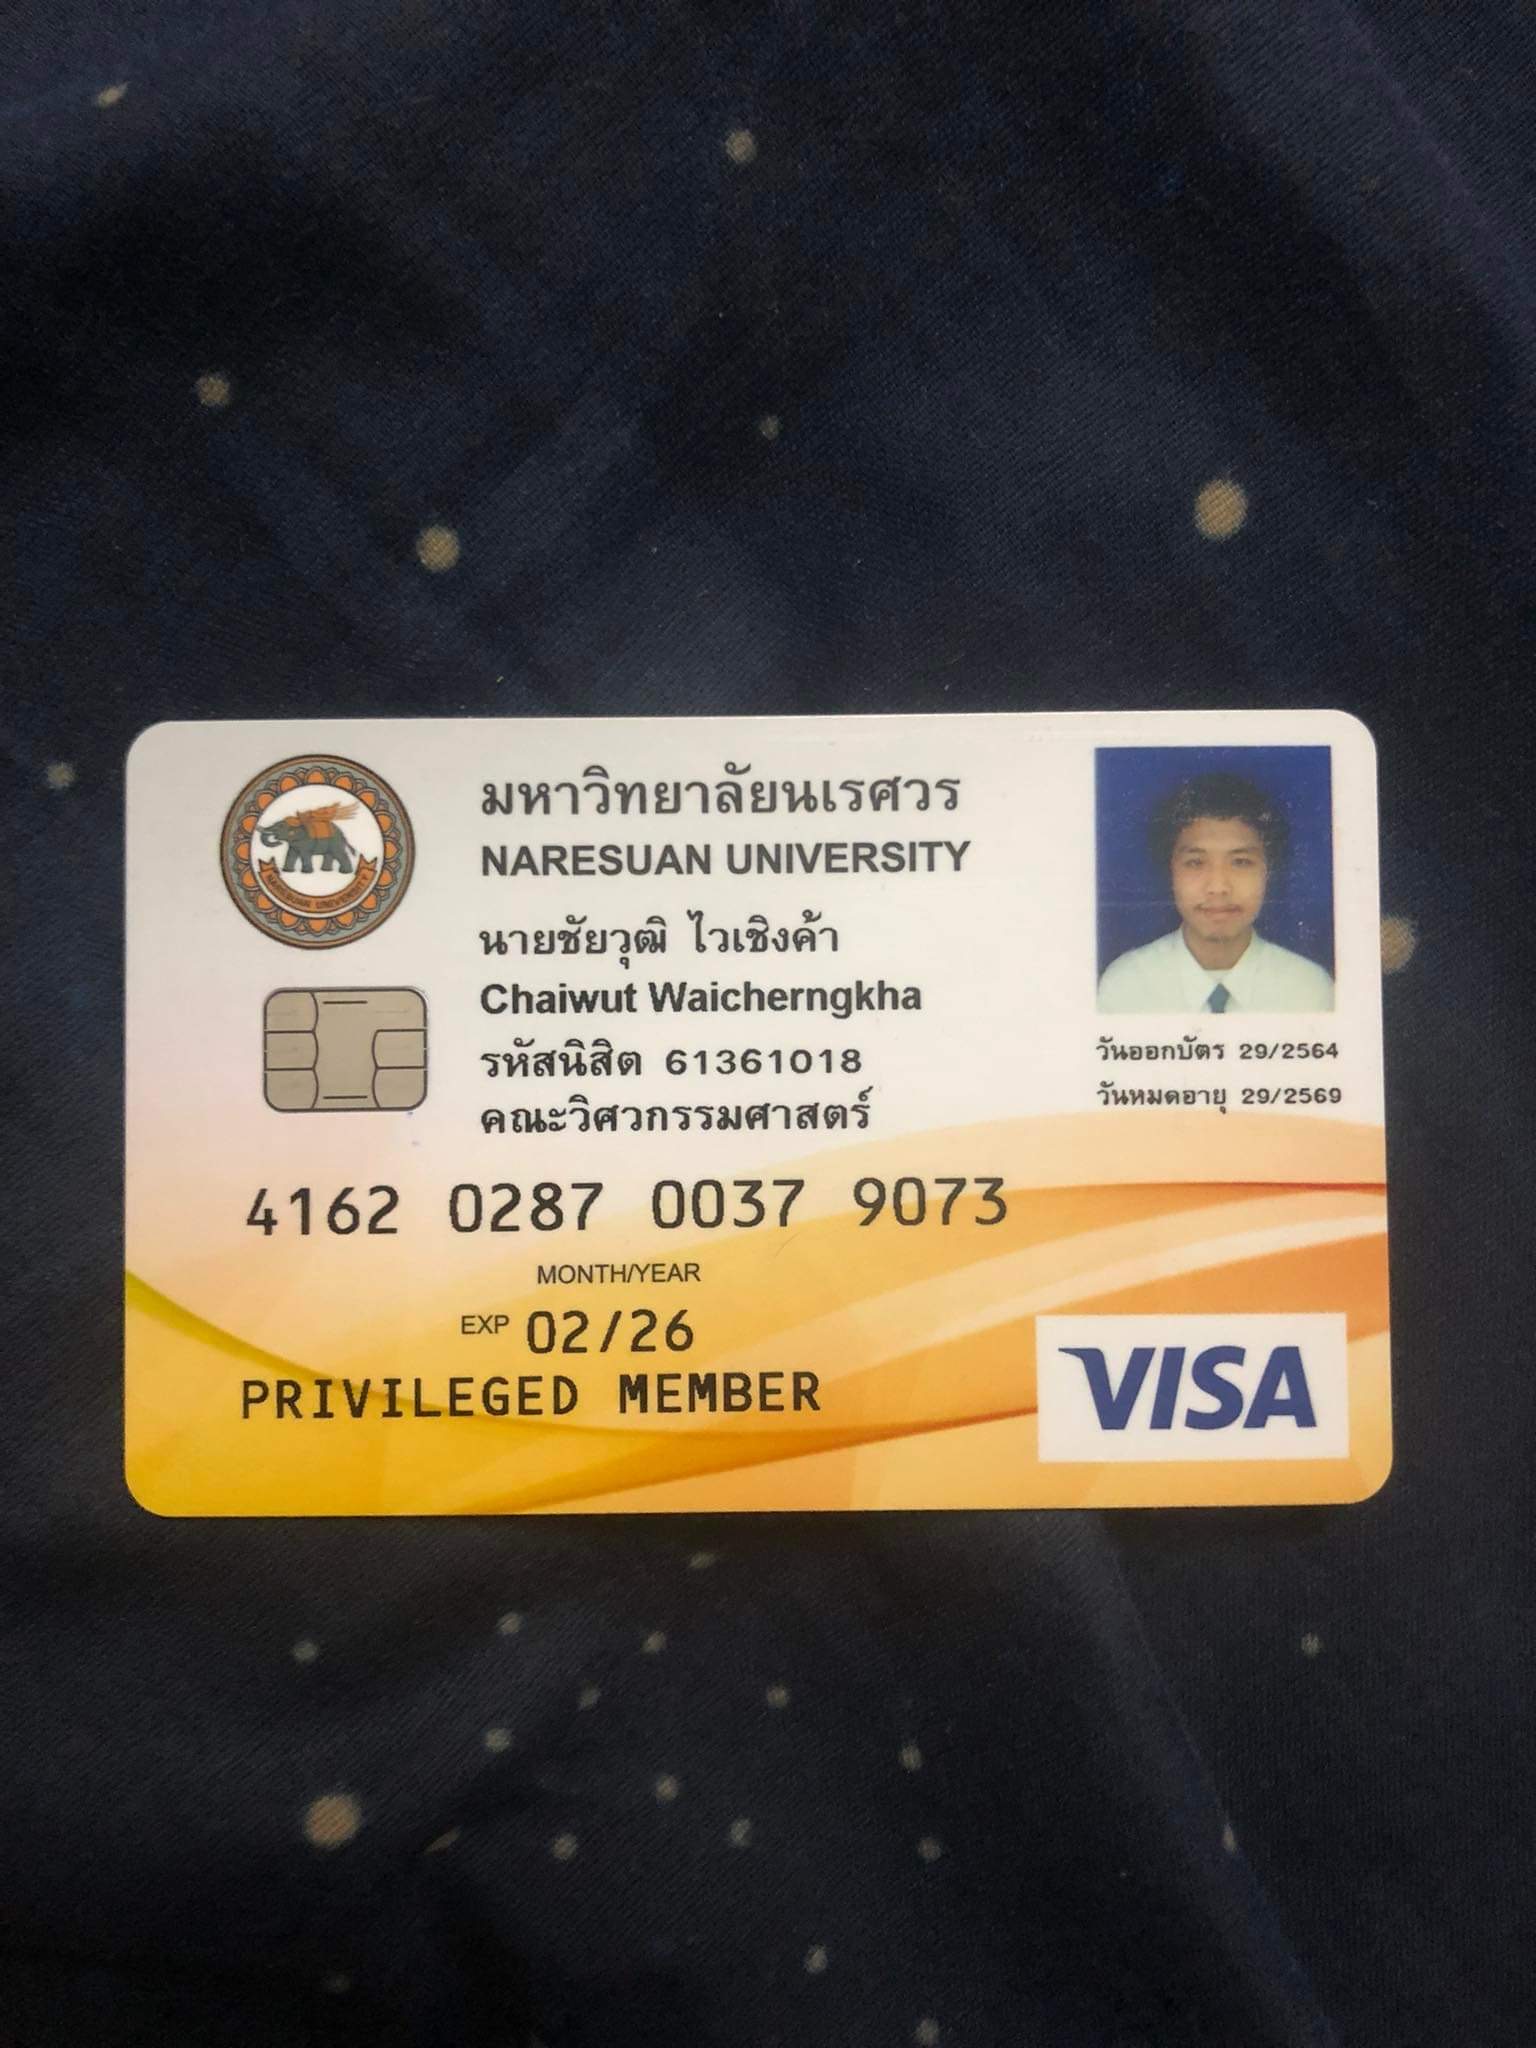 มหาวิทยาลัยนเรศวร
NARESUAN UNIVERSITY
NARESUAN UNIVERSITY
นายชัยวุฒิ ไวเชิงค้า
Chaiwut Waicherngkha
รหัสนิสิต 61361018
คณะวิศวกรรมศาสตร์
วันออกบัตร 29/2564
วันหมดอายุ 29/2569
4162 0287 0037 9073
MONTH/YEAR
EXP 02/26
PRIVILEGED MEMBER
VISA